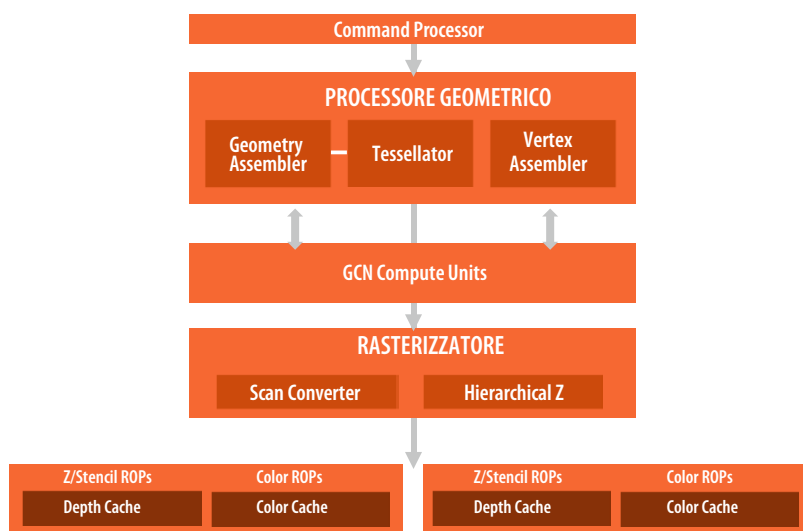 Command Processor
PROCESSORE GEOMETRICO
Geometry
Assembler
Tessellator
Vertex
Assembler
GCN Compute Units
RASTERIZZATORE
Scan Converter
Hierarchical Z
Z/Stencil ROPs
Color ROPs
Depth Cache
Color Cache
Z/Stencil ROPs
Color ROPs
Depth Cache
Color Cache